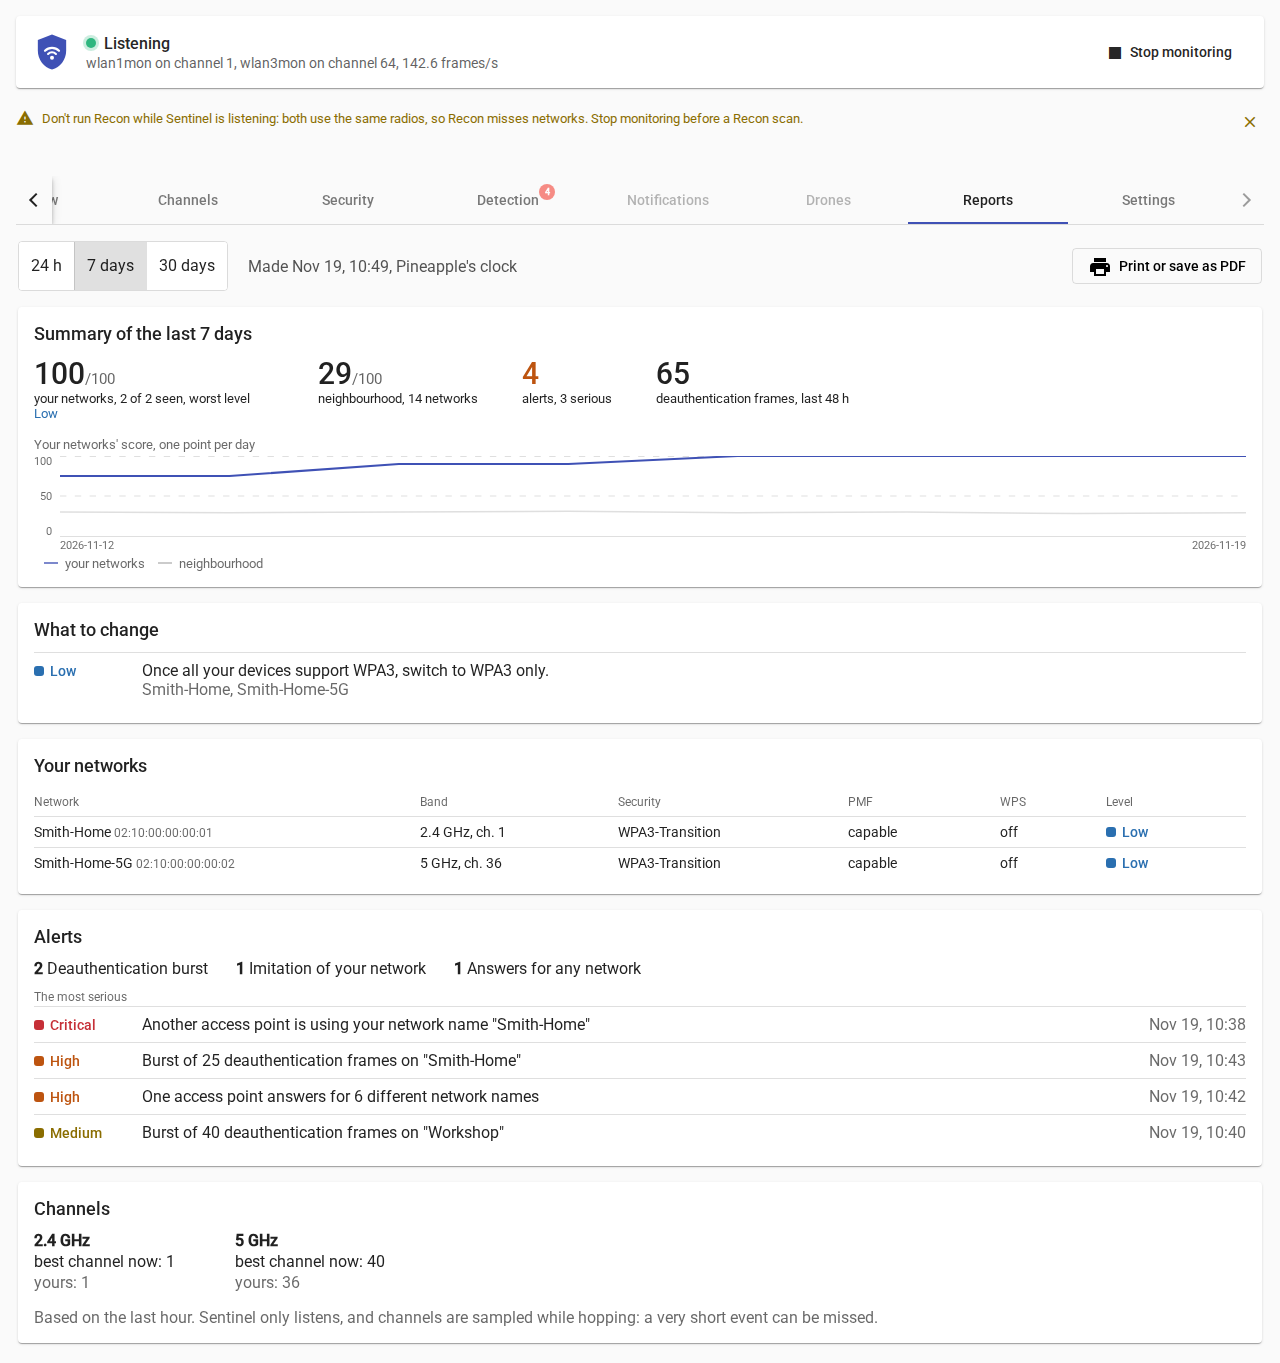 Listening
wlan1mon on channel 1, wlan3mon on channel 64, 142.6 frames/s
Stop monitoring
Don't run Recon while Sentinel is listening: both use the same radios, so Recon misses networks. Stop monitoring before a Recon scan.
w
Channels
Security
Detection
4
Notifications
Drones
Reports
Settings
24 h
7 days
30 days
Made Nov 19, 10:49, Pineapple's clock
Print or save as PDF
Summary of the last 7 days
100/100
your networks, 2 of 2 seen, worst level
Low
29/100
neighbourhood, 14 networks
4
alerts, 3 serious
65
deauthentication frames, last 48 h
Your networks' score, one point per day
100
50
0
2026-11-12
2026-11-19
your networks
neighbourhood
What to change
Low
Once all your devices support WPA3, switch to WPA3 only.
Smith-Home, Smith-Home-5G
Your networks
Network Band Security PMF WPS Level
Smith-Home 02:10:00:00:00:01 2.4 GHz, ch. 1 WPA3-Transition capable off Low
Smith-Home-5G 02:10:00:00:00:02 5 GHz, ch. 36 WPA3-Transition capable off Low
Alerts
2 Deauthentication burst 1 Imitation of your network 1 Answers for any network
The most serious
Critical Another access point is using your network name "Smith-Home" Nov 19, 10:38
High Burst of 25 deauthentication frames on "Smith-Home" Nov 19, 10:43
High One access point answers for 6 different network names Nov 19, 10:42
Medium Burst of 40 deauthentication frames on "Workshop" Nov 19, 10:40
Channels
2.4 GHz
best channel now: 1
yours: 1
5 GHz
best channel now: 40
yours: 36
Based on the last hour. Sentinel only listens, and channels are sampled while hopping: a very short event can be missed.